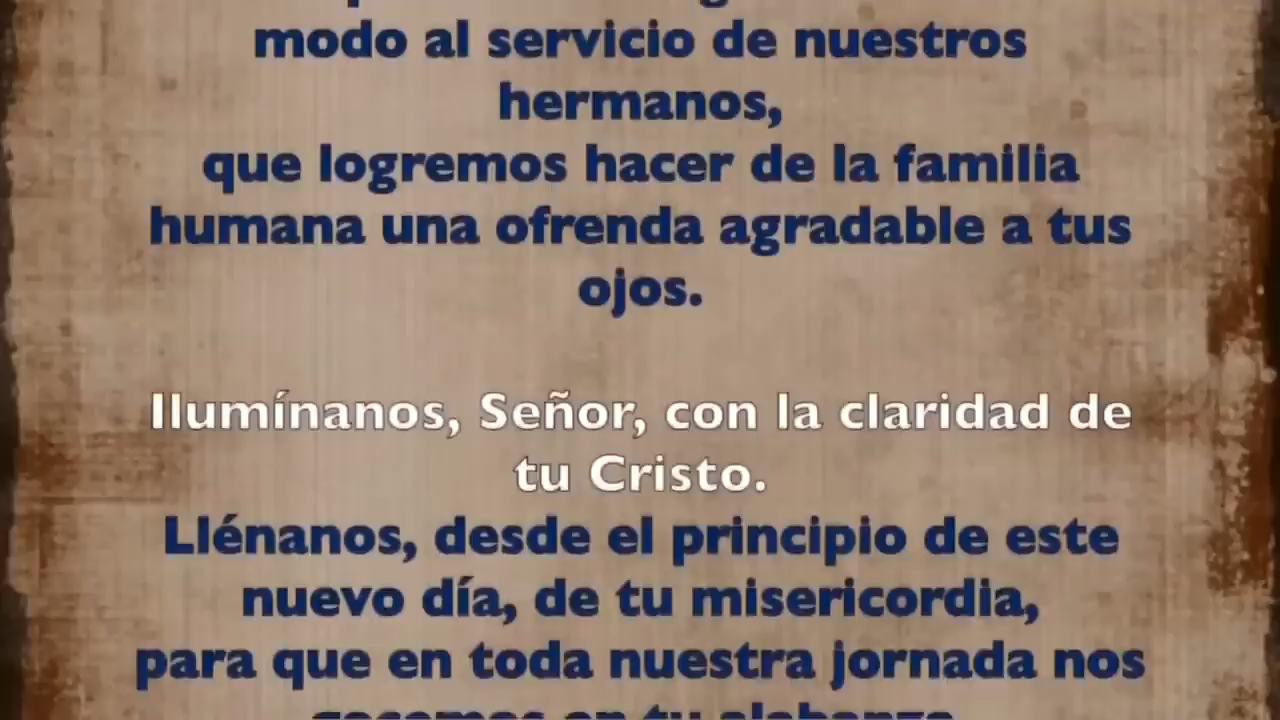 modo al servicio de nuestros
hermanos,
que logremos hacer de la familia
humana una ofrenda agradable a tus
ojos.
Ilumínanos, Señor, con la claridad de
tu Cristo.
Llénanos, desde el principio de este
nuevo día, de tu misericordia,
para que en toda nuestra jornada nos